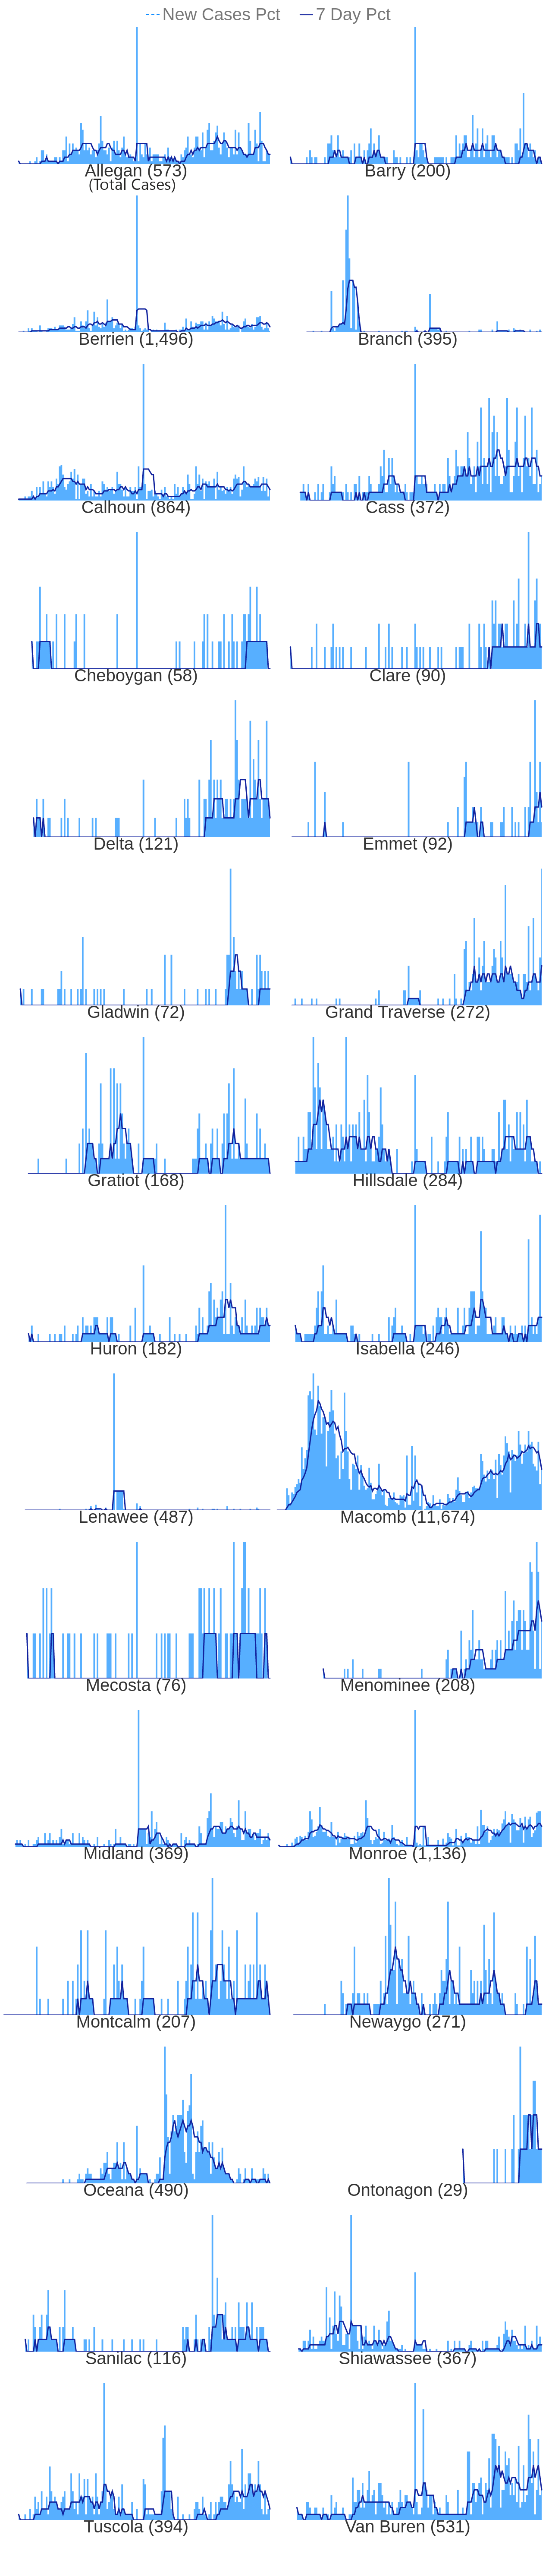 New Cases Pct 7 Day Pct
Allegan (573) Barry (200)
(Total Cases)
Berrien (1,496) Branch (395)
Calhoun (864) Cass (372)
Cheboygan (58) Clare (90)
Delta (121) Emmet (92)
Gladwin (72) Grand Traverse (272)
Gratiot (168) Hillsdale (284)
Huron (182) Isabella (246)
Lenawee (487) Macomb (11,674)
Mecosta (76) Menominee (208)
Midland (369) Monroe (1,136)
Montcalm (207) Newaygo (271)
Oceana (490) Ontonagon (29)
Sanilac (116) Shiawassee (367)
Tuscola (394) Van Buren (531)